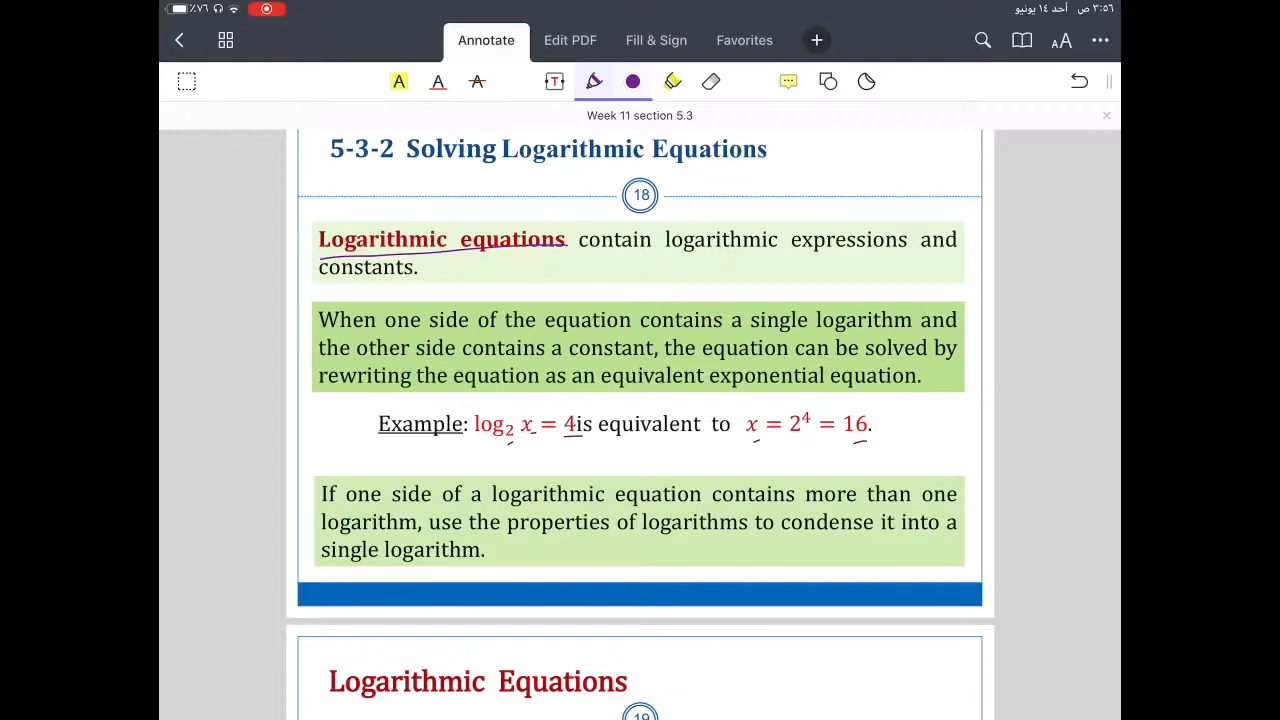 ٪٧٦
٣:٥٦ ص أحد ١٤ يونيو
Annotate Edit PDF Fill & Sign Favorites +
AA
A A A T
Week 11 section 5.3
5-3-2 Solving Logarithmic Equations
18
Logarithmic equations contain logarithmic expressions and
constants.
When one side of the equation contains a single logarithm and
the other side contains a constant, the equation can be solved by
rewriting the equation as an equivalent exponential equation.
Example: log₂ x = 4is equivalent to x = 2⁴ = 16.
If one side of a logarithmic equation contains more than one
logarithm, use the properties of logarithms to condense it into a
single logarithm.
Logarithmic Equations
19